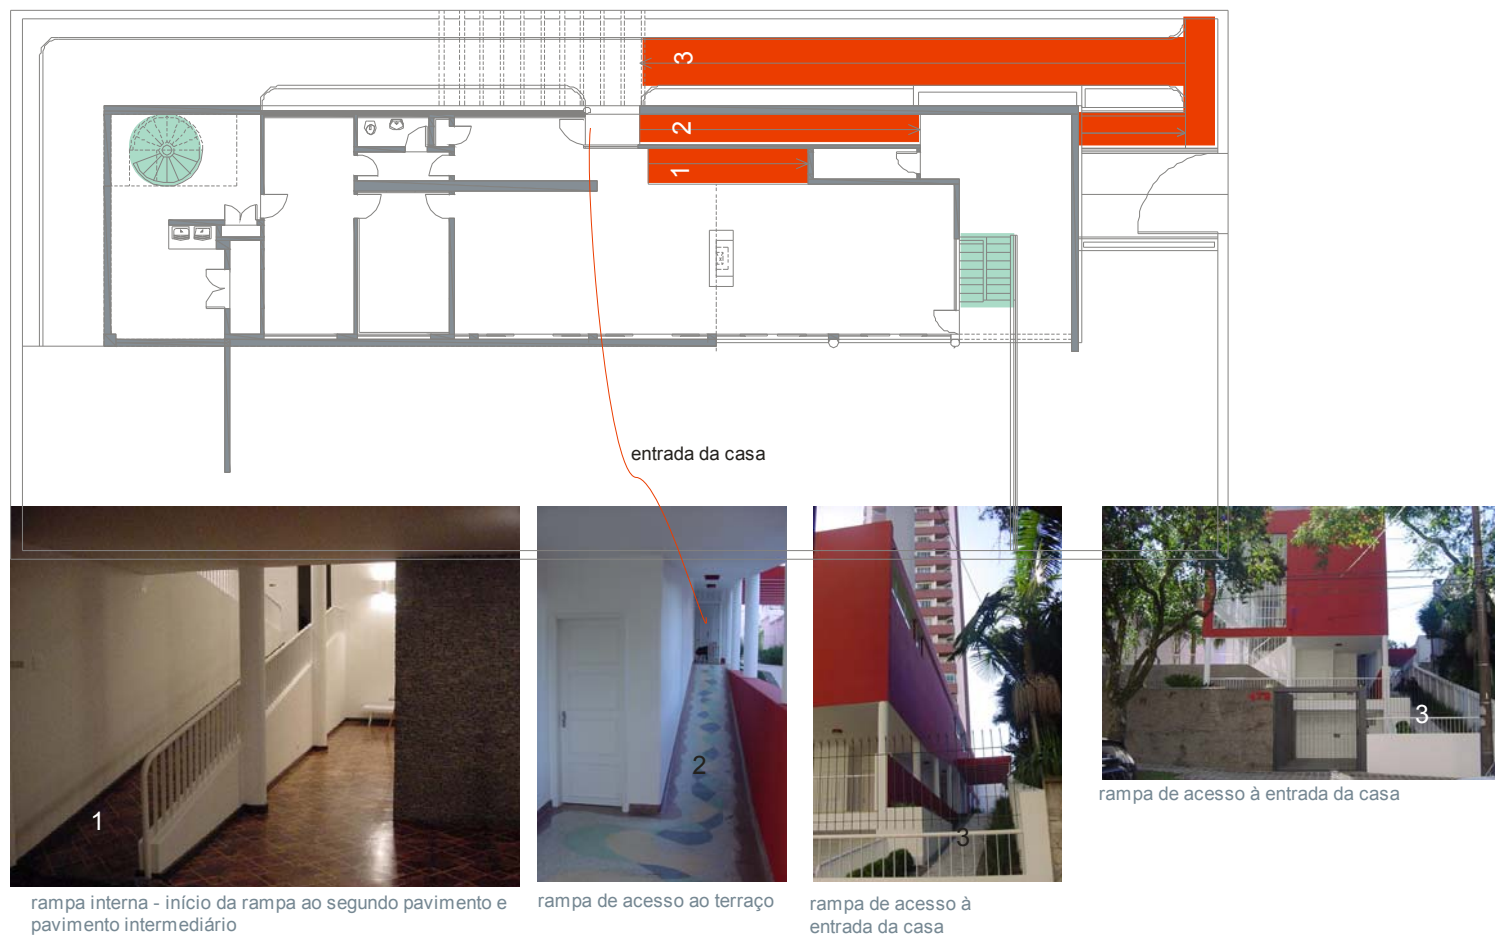 3
2
1
entrada da casa
1
2
3
3
rampa interna - início da rampa ao segundo pavimento e
pavimento intermediário
rampa de acesso ao terraço
rampa de acesso à
entrada da casa
rampa de acesso à entrada da casa